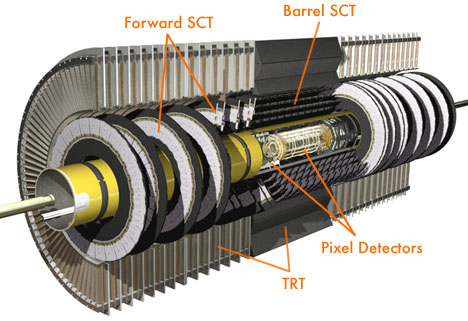 Forward SCT
Barrel SCT
Pixel Detectors
TRT